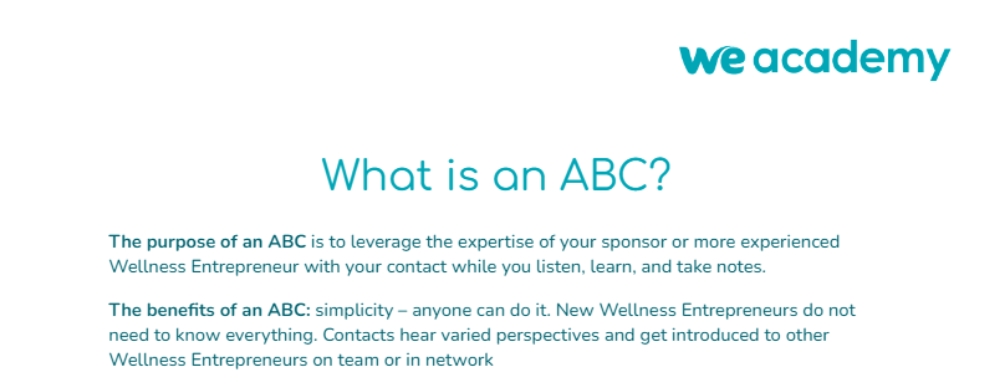 we academy
What is an ABC?
The purpose of an ABC is to leverage the expertise of your sponsor or more experienced
Wellness Entrepreneur with your contact while you listen, learn, and take notes.
The benefits of an ABC: simplicity – anyone can do it. New Wellness Entrepreneurs do not
need to know everything. Contacts hear varied perspectives and get introduced to other
Wellness Entrepreneurs on team or in network